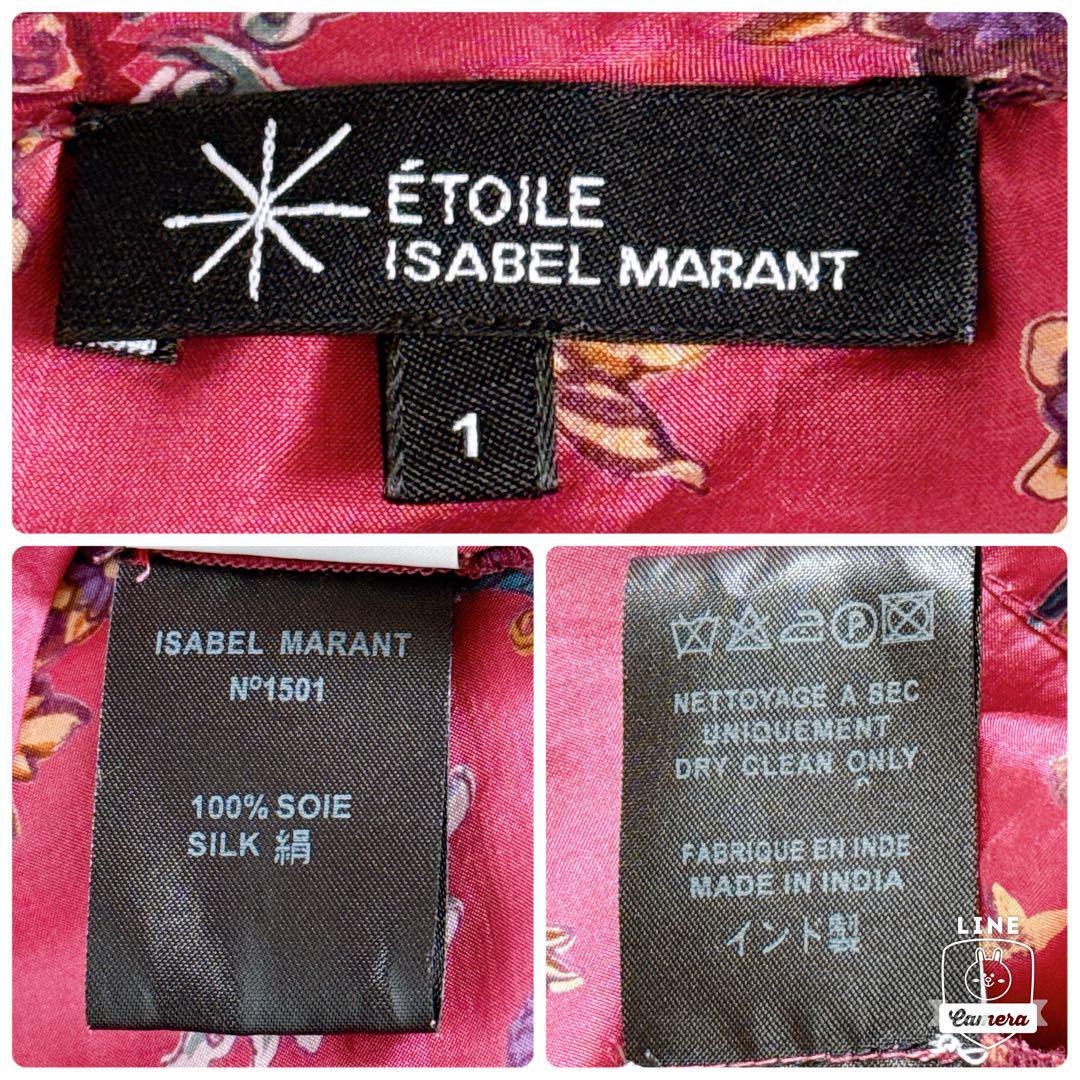 ÉTOILE
ISABEL MARANT
1
ISABEL MARANT
Nº1501
100% SOIE
SILK 絹
P
NETTOYAGE A SEC
UNIQUEMENT
DRY CLEAN ONLY
FABRIQUE EN INDE
MADE IN INDIA
インド製
LINE
Camera